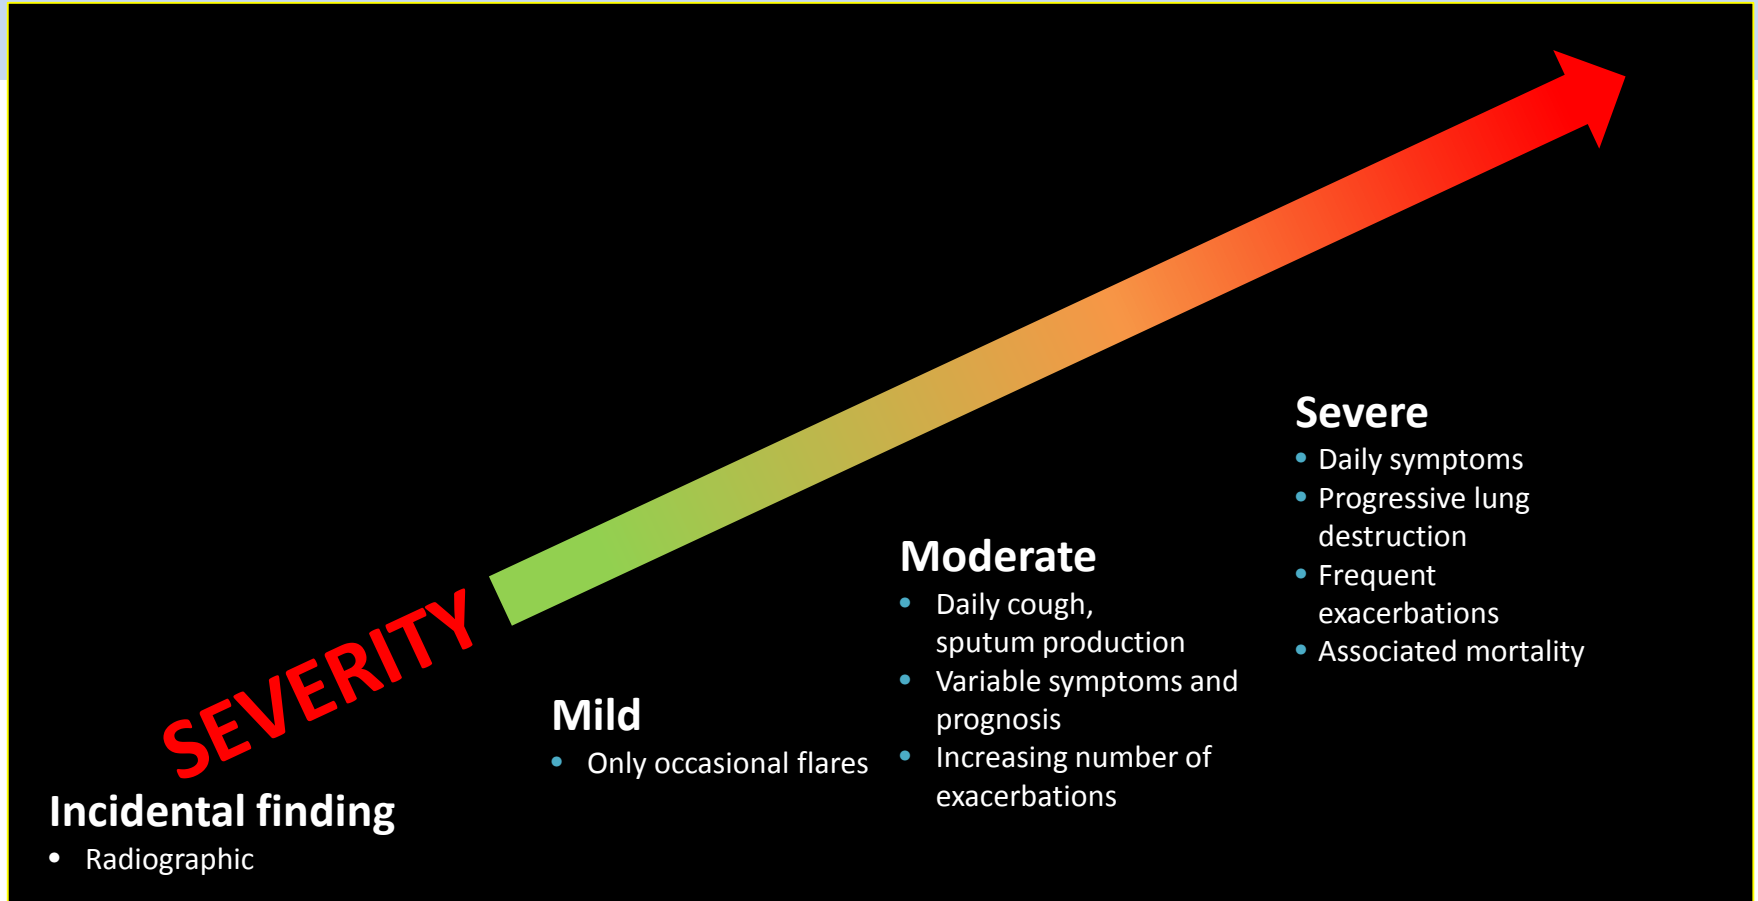 SEVERITY
Incidental finding
• Radiographic
Mild
• Only occasional flares
Moderate
• Daily cough,
sputum production
• Variable symptoms and
prognosis
• Increasing number of
exacerbations
Severe
• Daily symptoms
• Progressive lung
destruction
• Frequent
exacerbations
• Associated mortality